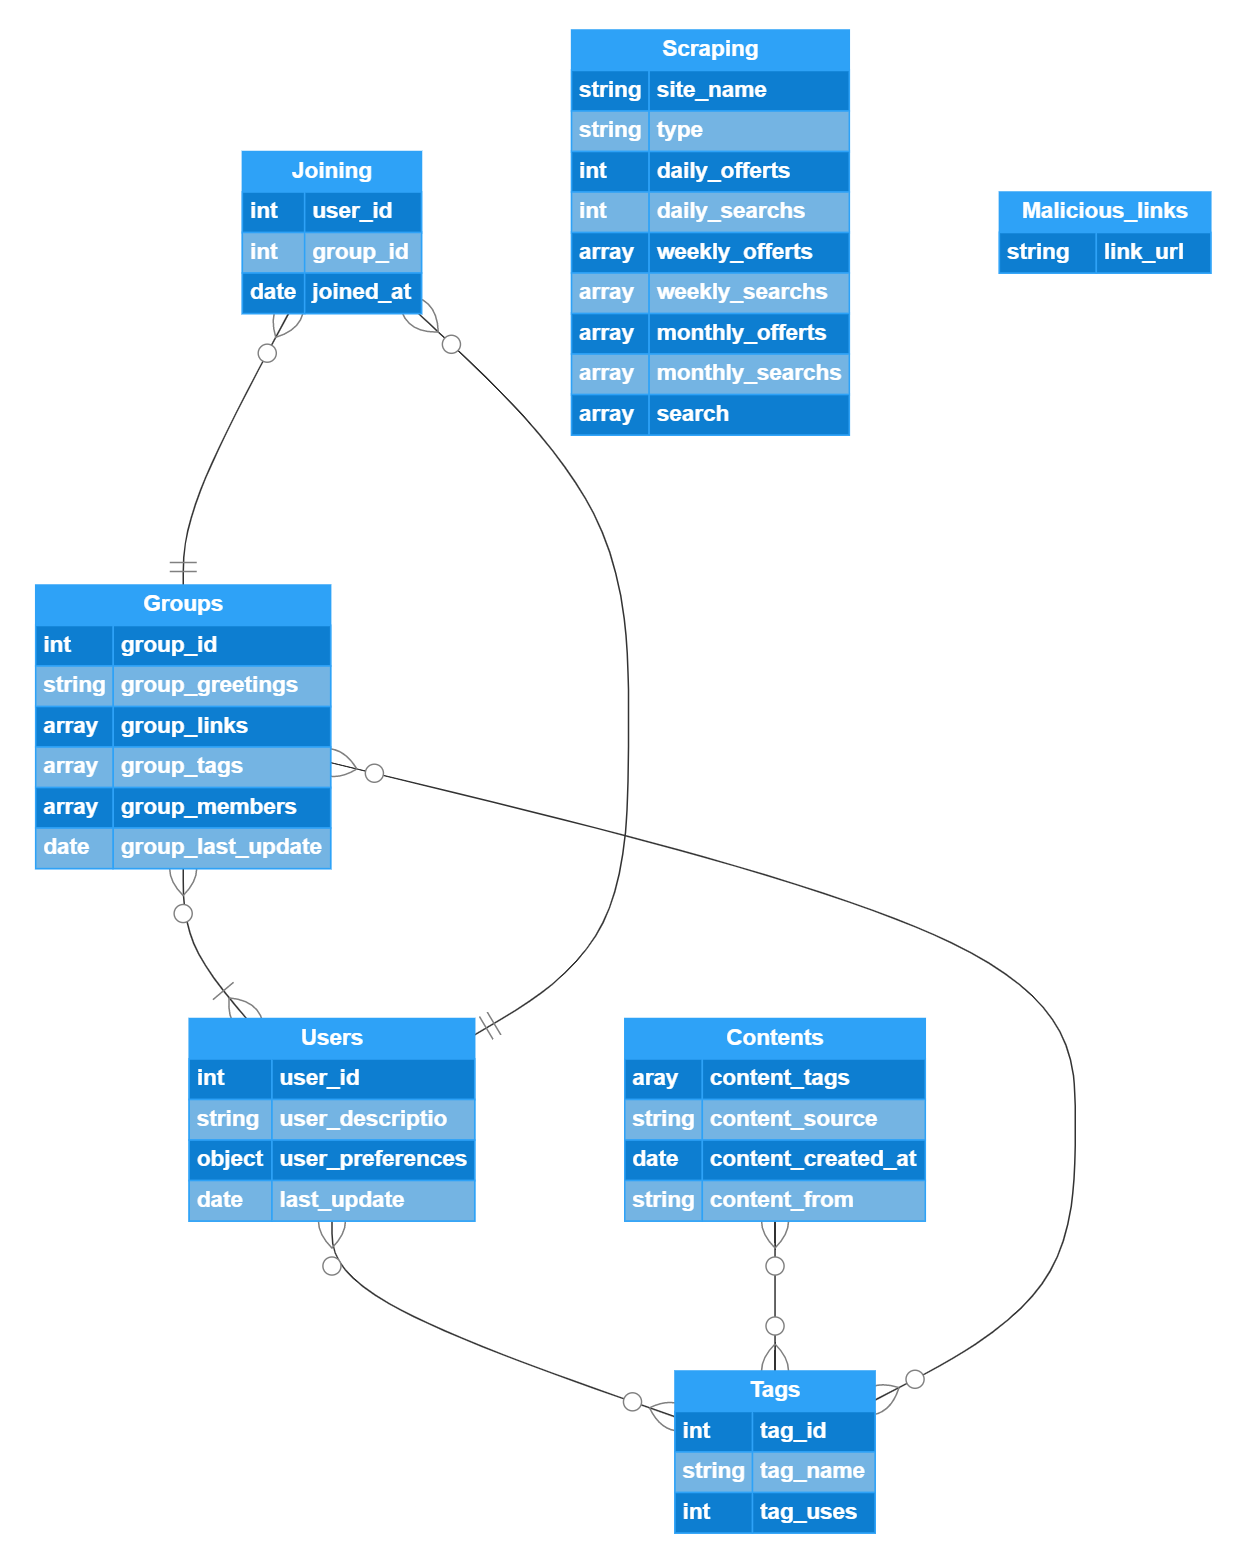 Scraping
string site_name
string type
int daily_offerts
int daily_searchs
array weekly_offerts
array weekly_searchs
array monthly_offerts
array monthly_searchs
array search
Joining
int user_id
int group_id
date joined_at
Malicious_links
string link_url
Groups
int group_id
string group_greetings
array group_links
array group_tags
array group_members
date group_last_update
Users
int user_id
string user_descriptio
object user_preferences
date last_update
Contents
aray content_tags
string content_source
date content_created_at
string content_from
Tags
int tag_id
string tag_name
int tag_uses